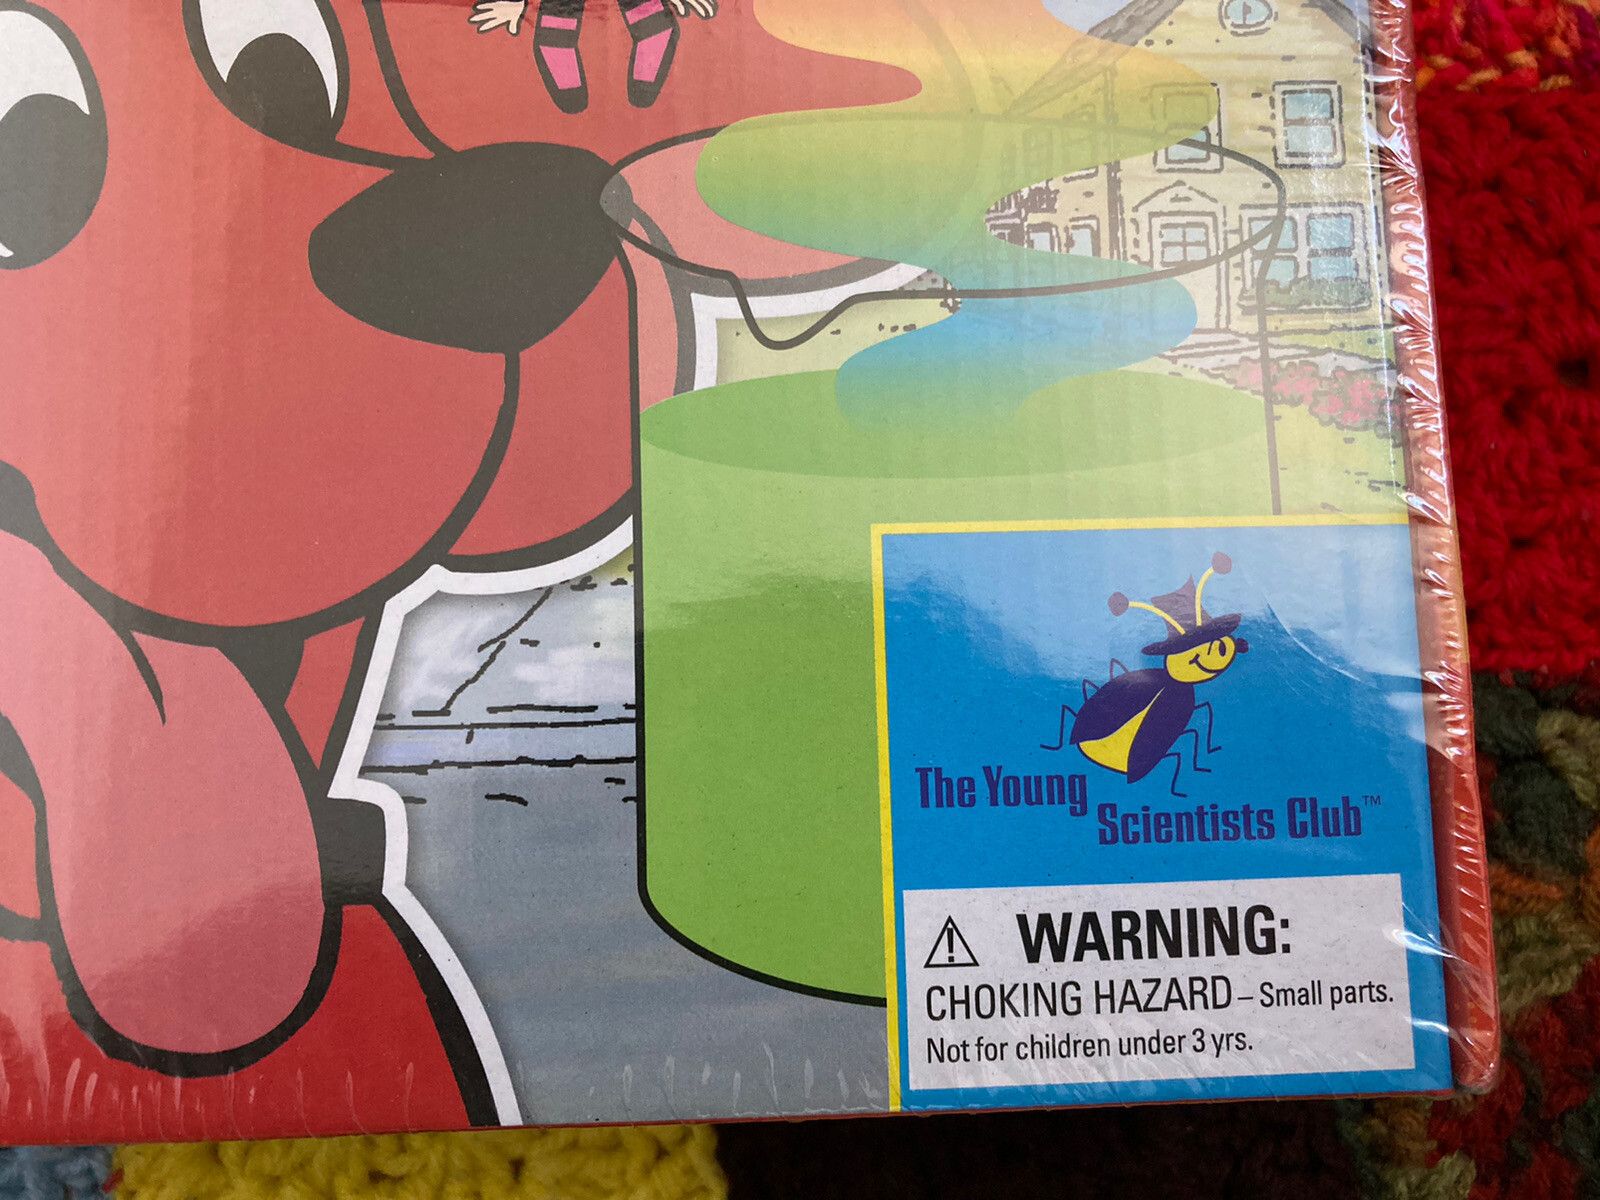 The Young
Scientists Club™
WARNING:
CHOKING HAZARD – Small parts.
Not for children under 3 yrs.